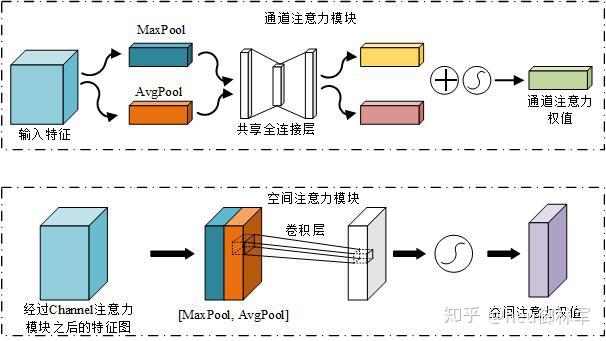 通道注意力模块
MaxPool
AvgPool
输入特征
共享全连接层
通道注意力
权值
空间注意力模块
卷积层
经过Channel注意力
模块之后的特征图
[MaxPool, AvgPool]
空间注意力权值
知乎